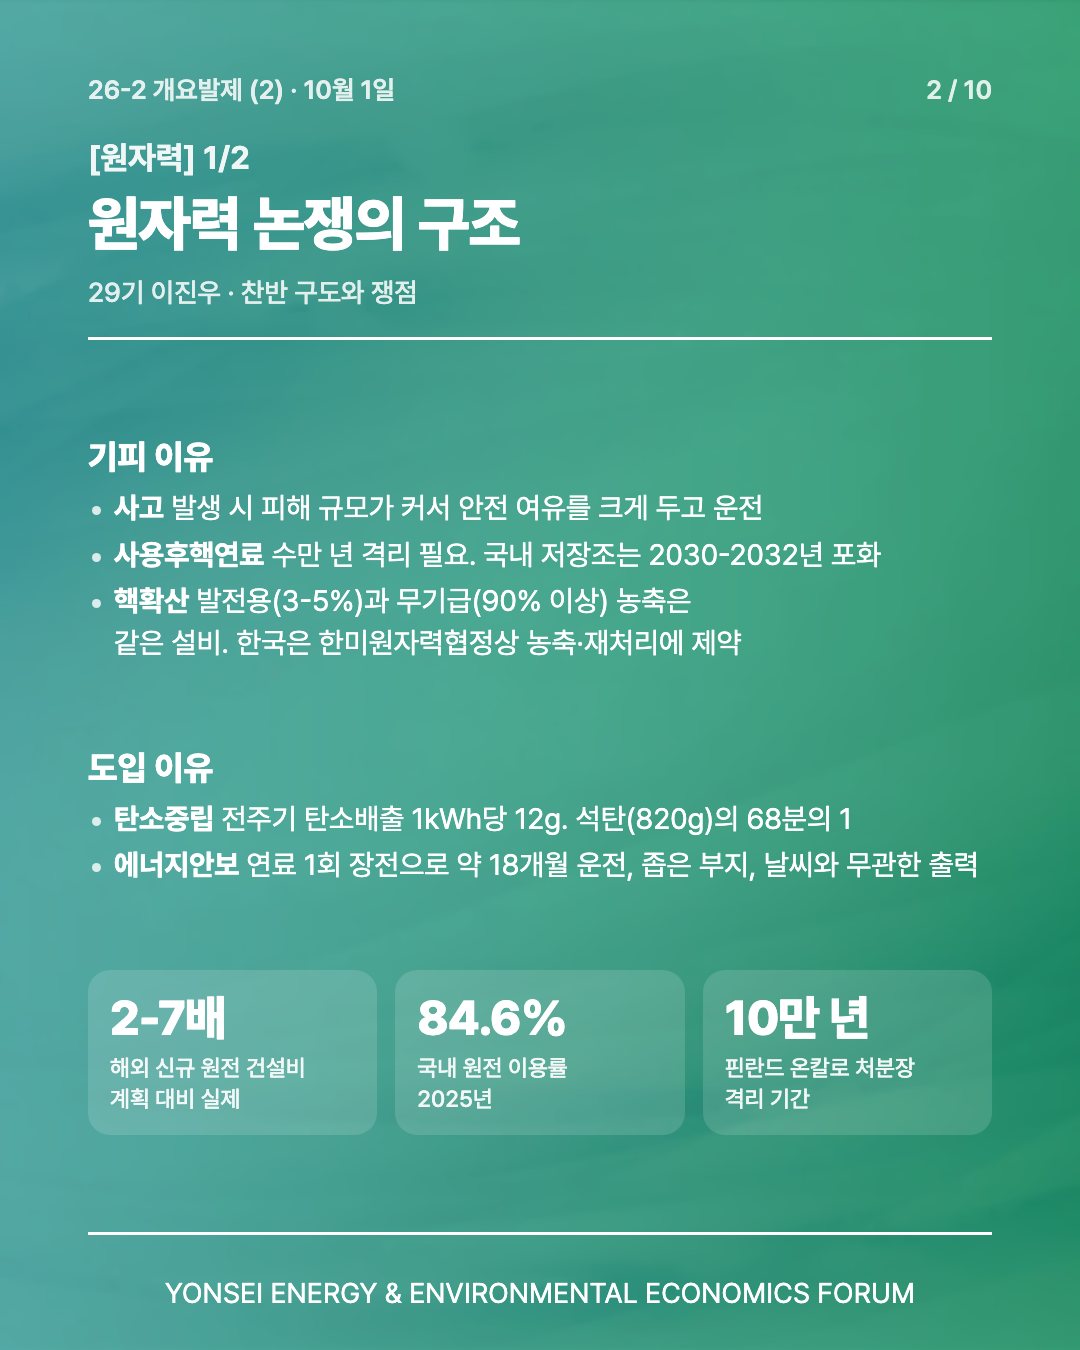 26-2 개요발제 (2) · 10월 1일
2 / 10
[원자력] 1/2
원자력 논쟁의 구조
29기 이진우 · 찬반 구도와 쟁점
기피 이유
• 사고 발생 시 피해 규모가 커서 안전 여유를 크게 두고 운전
• 사용후핵연료 수만 년 격리 필요. 국내 저장조는 2030-2032년 포화
• 핵확산 발전용(3-5%)과 무기급(90% 이상) 농축은
같은 설비. 한국은 한미원자력협정상 농축·재처리에 제약
도입 이유
• 탄소중립 전주기 탄소배출 1kWh당 12g. 석탄(820g)의 68분의 1
• 에너지안보 연료 1회 장전으로 약 18개월 운전, 좁은 부지, 날씨와 무관한 출력
2-7배
해외 신규 원전 건설비
계획 대비 실제
84.6%
국내 원전 이용률
2025년
10만 년
핀란드 온칼로 처분장
격리 기간
YONSEI ENERGY & ENVIRONMENTAL ECONOMICS FORUM